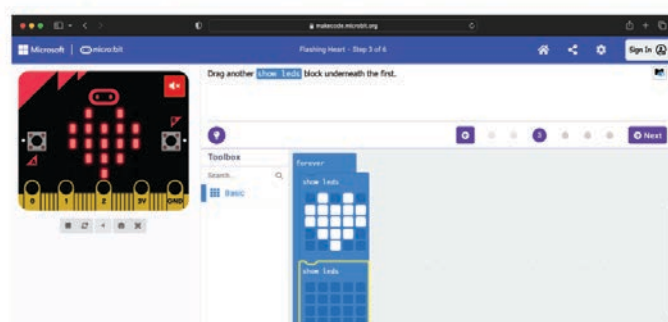 makecode.microbit.org
Microsoft
micro:bit
Flashing Heart - Step 3 of 6
Sign In
Drag another show leds block underneath the first.
3
Next
Toolbox
Search...
Basic
forever
show leds
show leds
0 1 2 3V GND